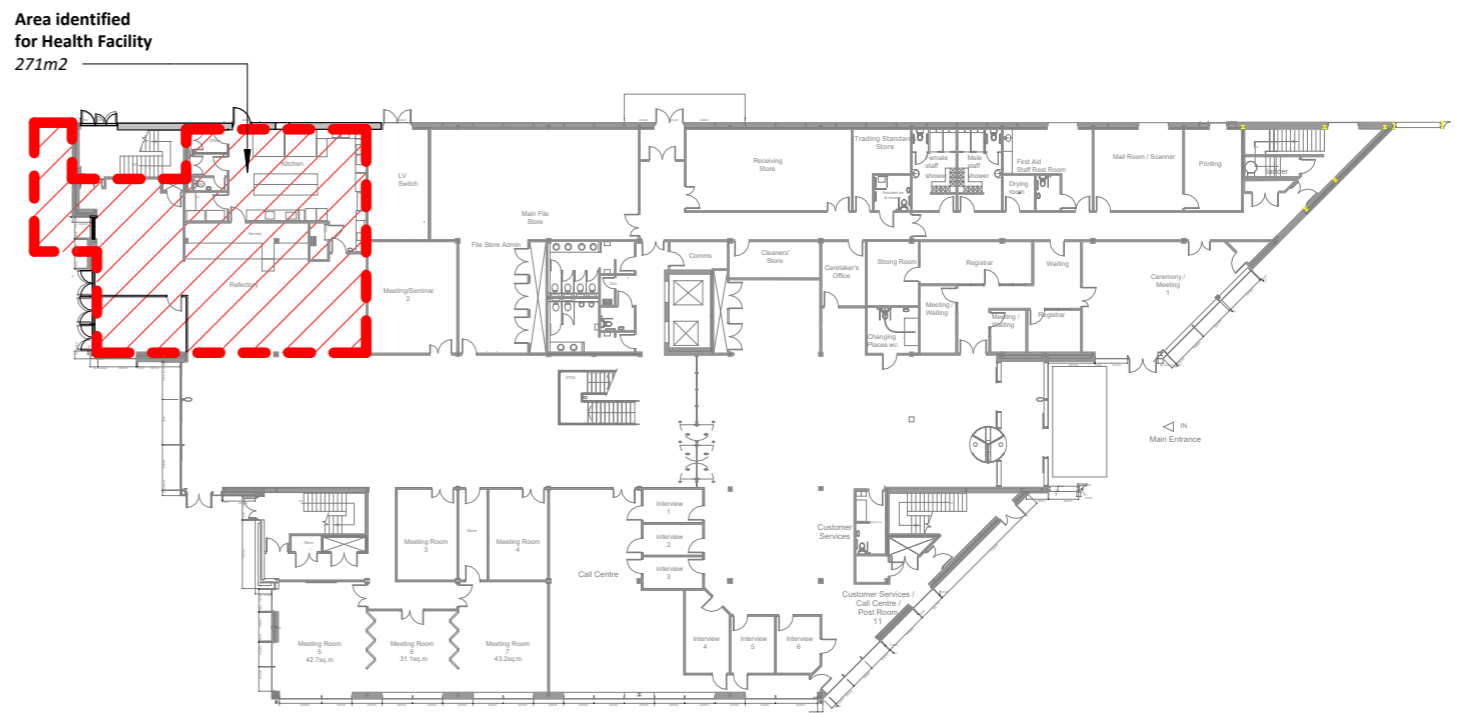 Area identified
for Health Facility
271m2
Kitchen
LV
Switch
Servery
Refectory
Meeting/Seminar
2
Main File
Store
File Store Admin
Receiving
Store
Trading Standard
Store
Female
staff
shower
Male
staff
shower
First Aid
Staff Rest Room
Drying
room
Mail Room / Scanner
Printing
ladder
Comms
Cleaners'
Store
Caretaker's
Office
Strong Room
Registrar
Waiting
Ceremony /
Meeting
1
Meeting /
Waiting
Meeting /
Waiting
Registrar
Changing
Places wc
IN
Main Entrance
Meeting Room
3
Store
Meeting Room
4
Store
Call Centre
Interview
1
Interview
2
Interview
3
Customer
Services
Customer Services /
Call Centre /
Post Room
11
Meeting Room
5
42.7sq.m
Meeting Room
6
31.1sq.m
Meeting Room
7
43.2sq.m
Interview
4
Interview
5
Interview
6